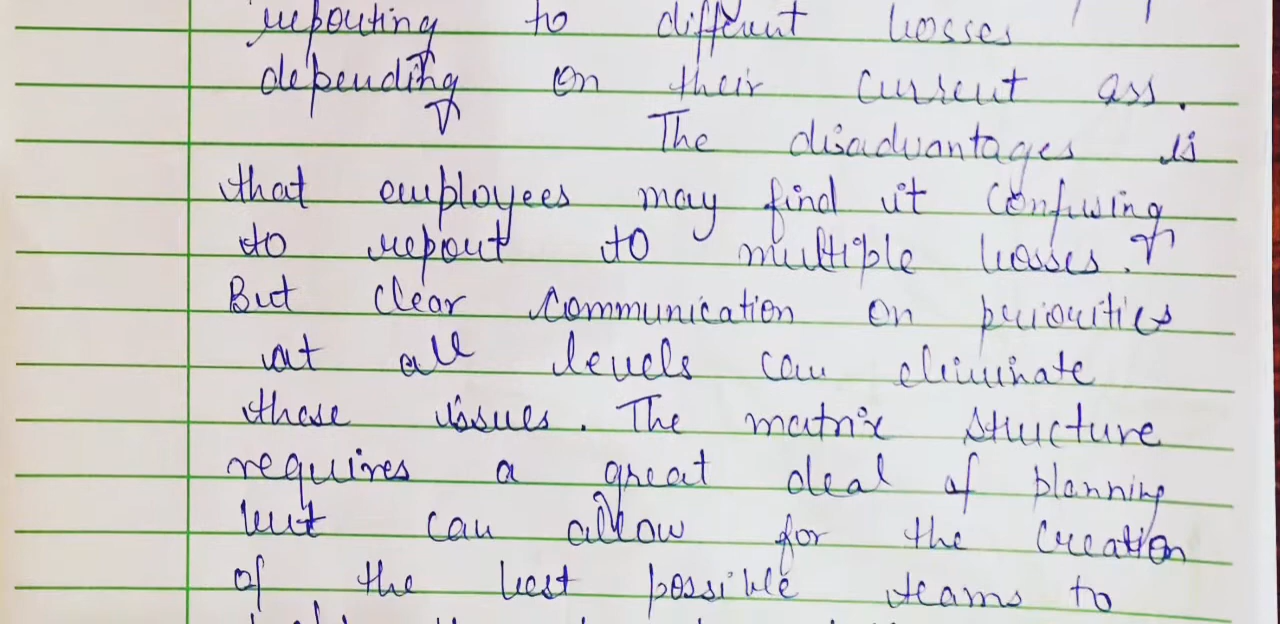 reporting to different bosses
depending on their current ass.
The disadvantages is
that employees may find it confusing
to report to multiple bosses.
But clear communication on priorities
at all levels can eliminate
these issues. The matrix structure
requires a great deal of planning
but can allow for the creation
of the best possible teams to